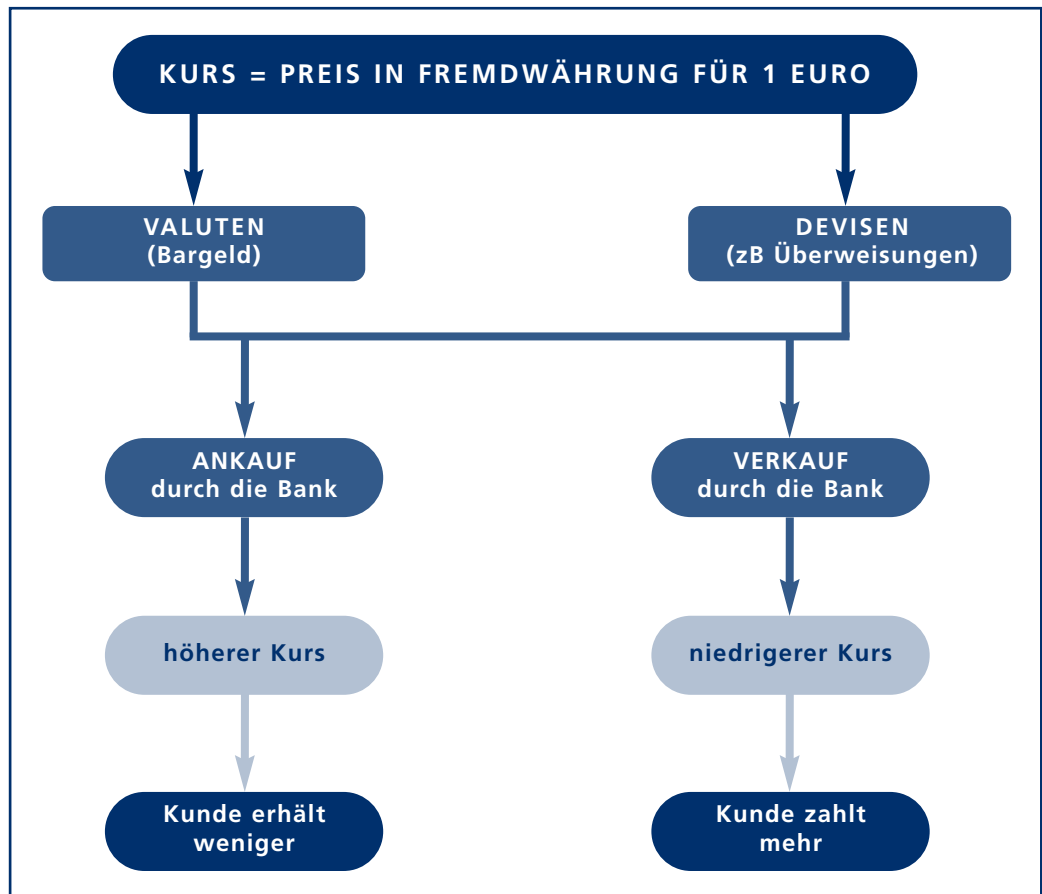 KURS = PREIS IN FREMDWÄHRUNG FÜR 1 EURO
VALUTEN
(Bargeld)
DEVISEN
(zB Überweisungen)
ANKAUF
durch die Bank
VERKAUF
durch die Bank
höherer Kurs
niedrigerer Kurs
Kunde erhält
weniger
Kunde zahlt
mehr